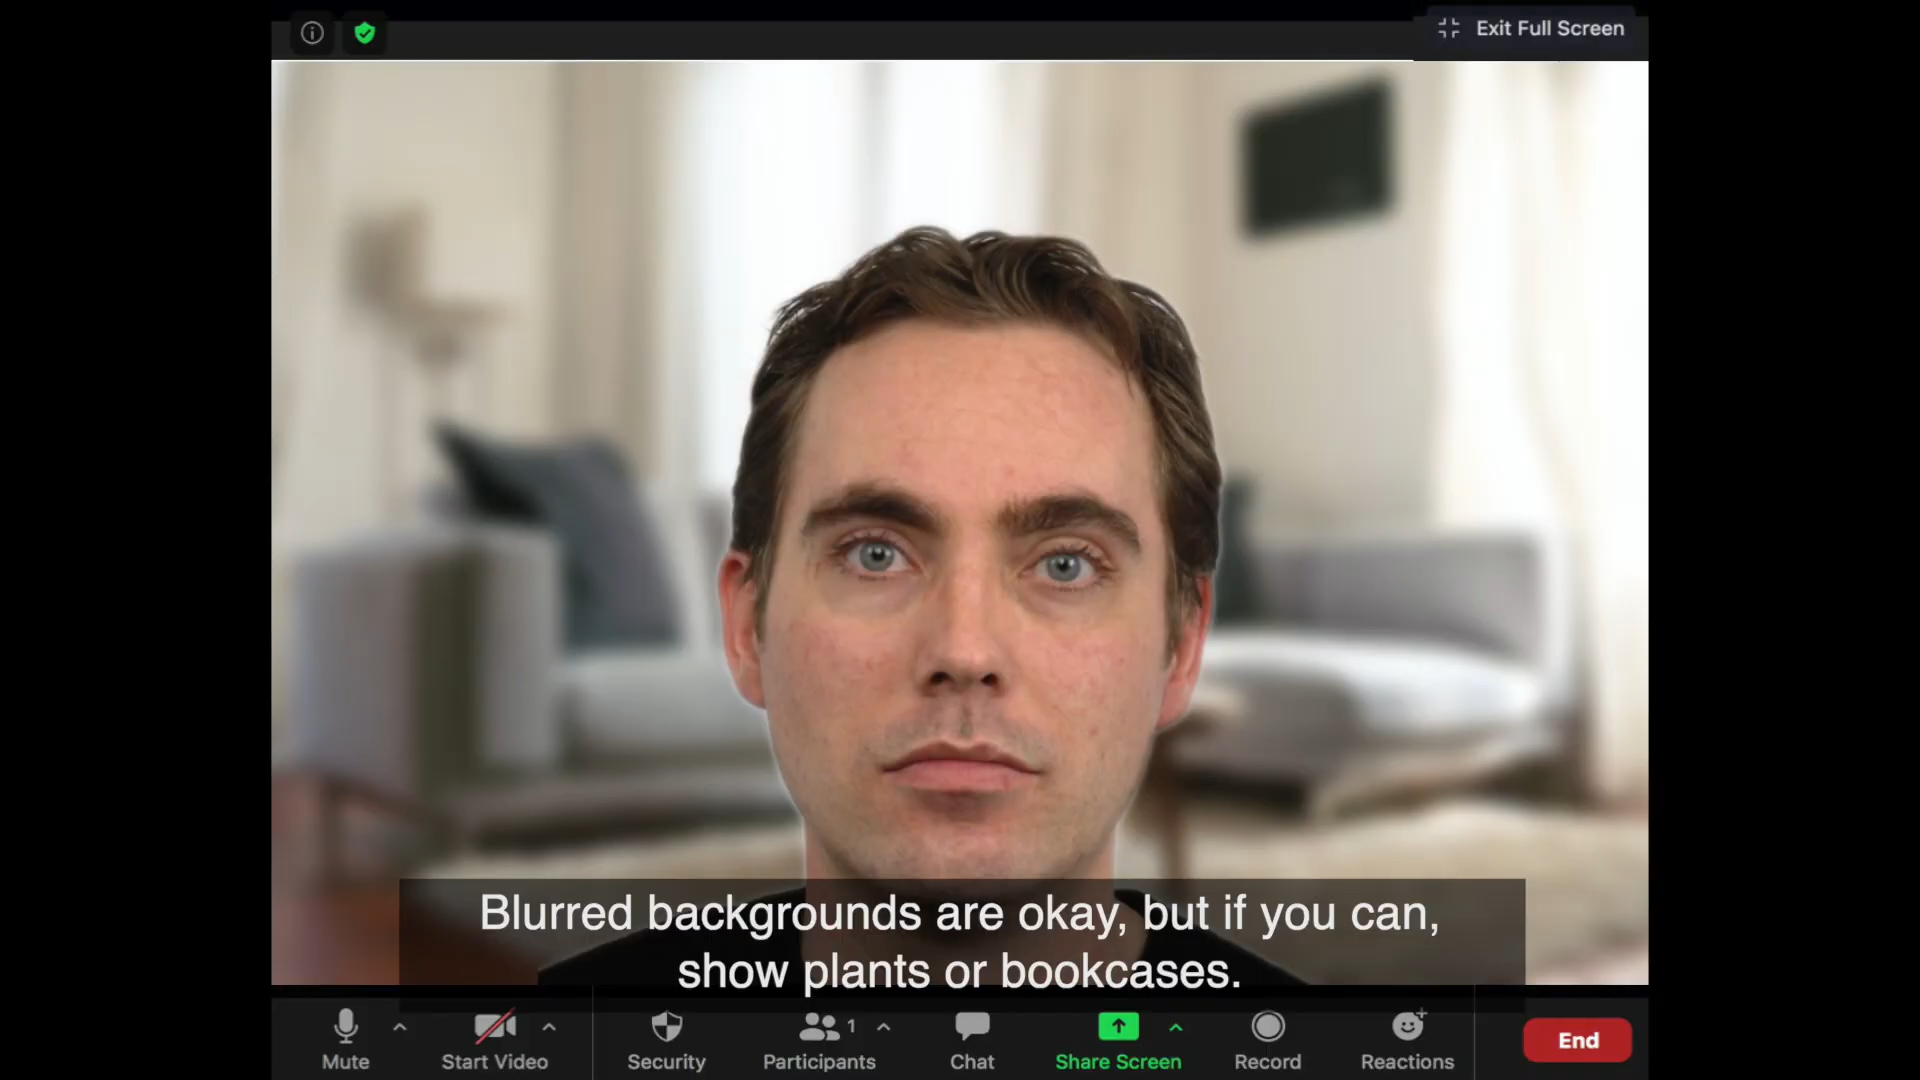 Exit Full Screen
Blurred backgrounds are okay, but if you can,
show plants or bookcases.
1
Mute
Start Video
Security
Participants
Chat
Share Screen
Record
Reactions
End